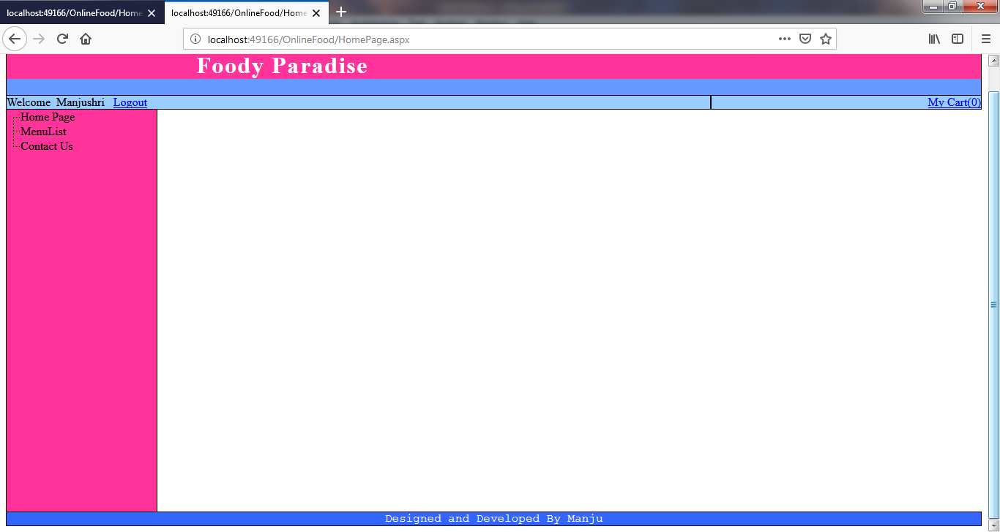 localhost:49166/OnlineFood/Home
localhost:49166/OnlineFood/Home
localhost:49166/OnlineFood/HomePage.aspx
Foody Paradise
Welcome Manjushri Logout My Cart(0)
Home Page
MenuList
Contact Us
Designed and Developed By Manju